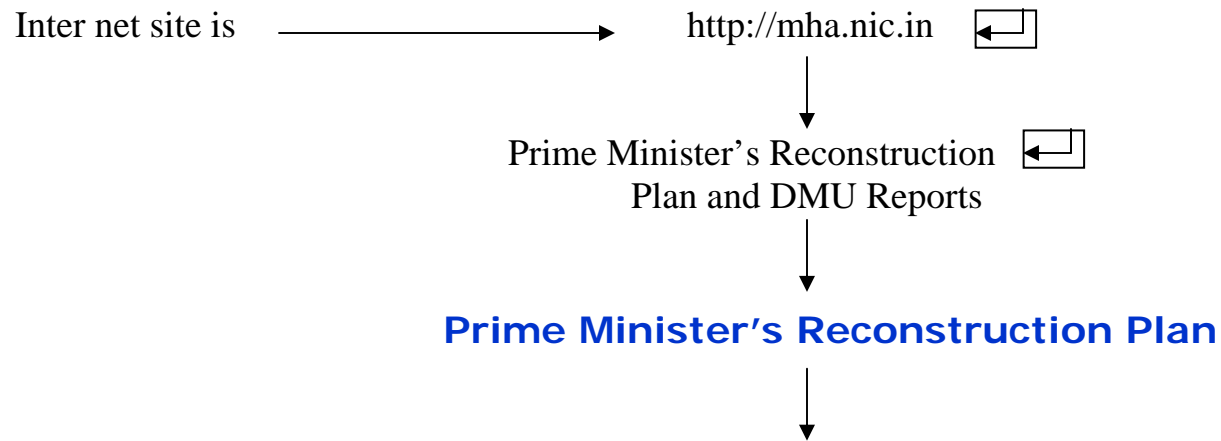 Inter net site is http://mha.nic.in
Prime Minister’s Reconstruction
Plan and DMU Reports
Prime Minister’s Reconstruction Plan